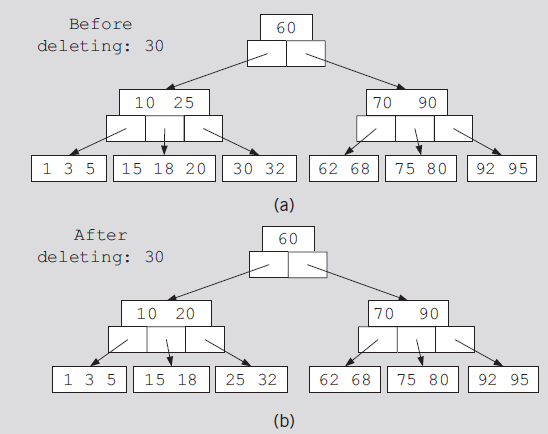 Before
deleting: 30
60
10 25
70 90
1 3 5
15 18 20
30 32
62 68
75 80
92 95
(a)
After
deleting: 30
60
10 20
70 90
1 3 5
15 18
25 32
62 68
75 80
92 95
(b)